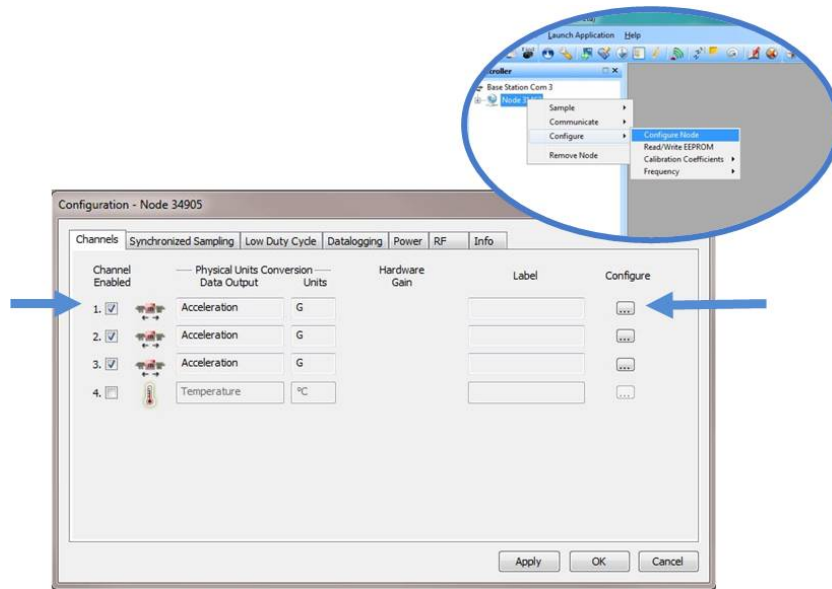 Launch Application Help
Base Station Com 3
Sample
Communicate
Configure
Remove Node
Configure Node
Read/Write EEPROM
Calibration Coefficients
Frequency
Configuration - Node 34905
Channels Synchronized Sampling Low Duty Cycle Datalogging Power RF Info
Channel Enabled Physical Units Conversion Data Output Units Hardware Gain Label Configure
1. Acceleration G ...
2. Acceleration G ...
3. Acceleration G ...
4. Temperature °C ...
Apply OK Cancel